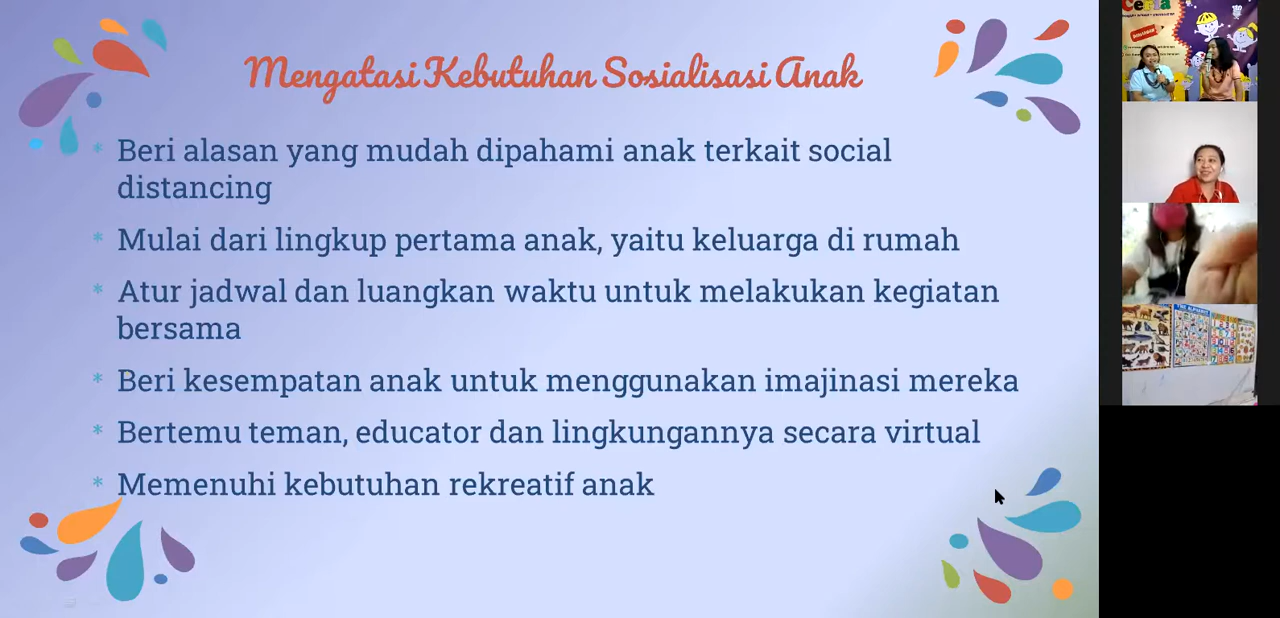 Mengatasi Kebutuhan Sosialisasi Anak
* Beri alasan yang mudah dipahami anak terkait social
distancing
* Mulai dari lingkup pertama anak, yaitu keluarga di rumah
* Atur jadwal dan luangkan waktu untuk melakukan kegiatan
bersama
* Beri kesempatan anak untuk menggunakan imajinasi mereka
* Bertemu teman, educator dan lingkungannya secara virtual
* Memenuhi kebutuhan rekreatif anak
Ceria